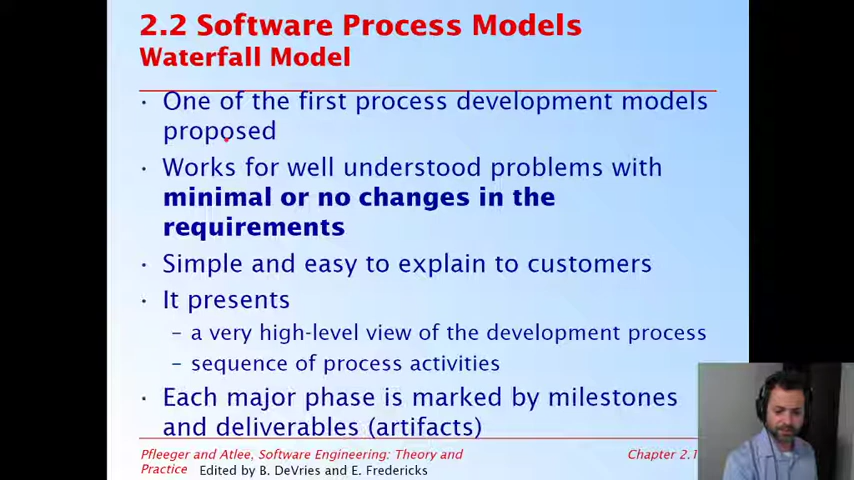 2.2 Software Process Models
Waterfall Model
· One of the first process development models
proposed
· Works for well understood problems with
minimal or no changes in the
requirements
· Simple and easy to explain to customers
· It presents
– a very high-level view of the development process
– sequence of process activities
· Each major phase is marked by milestones
and deliverables (artifacts)
Pfleeger and Atlee, Software Engineering: Theory and
Practice Edited by B. DeVries and E. Fredericks
Chapter 2.1